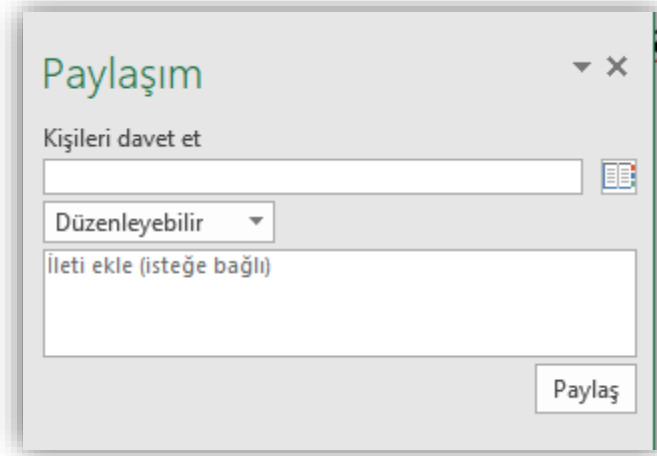 Paylaşım
Kişileri davet et
Düzenleyebilir
İleti ekle (isteğe bağlı)
Paylaş